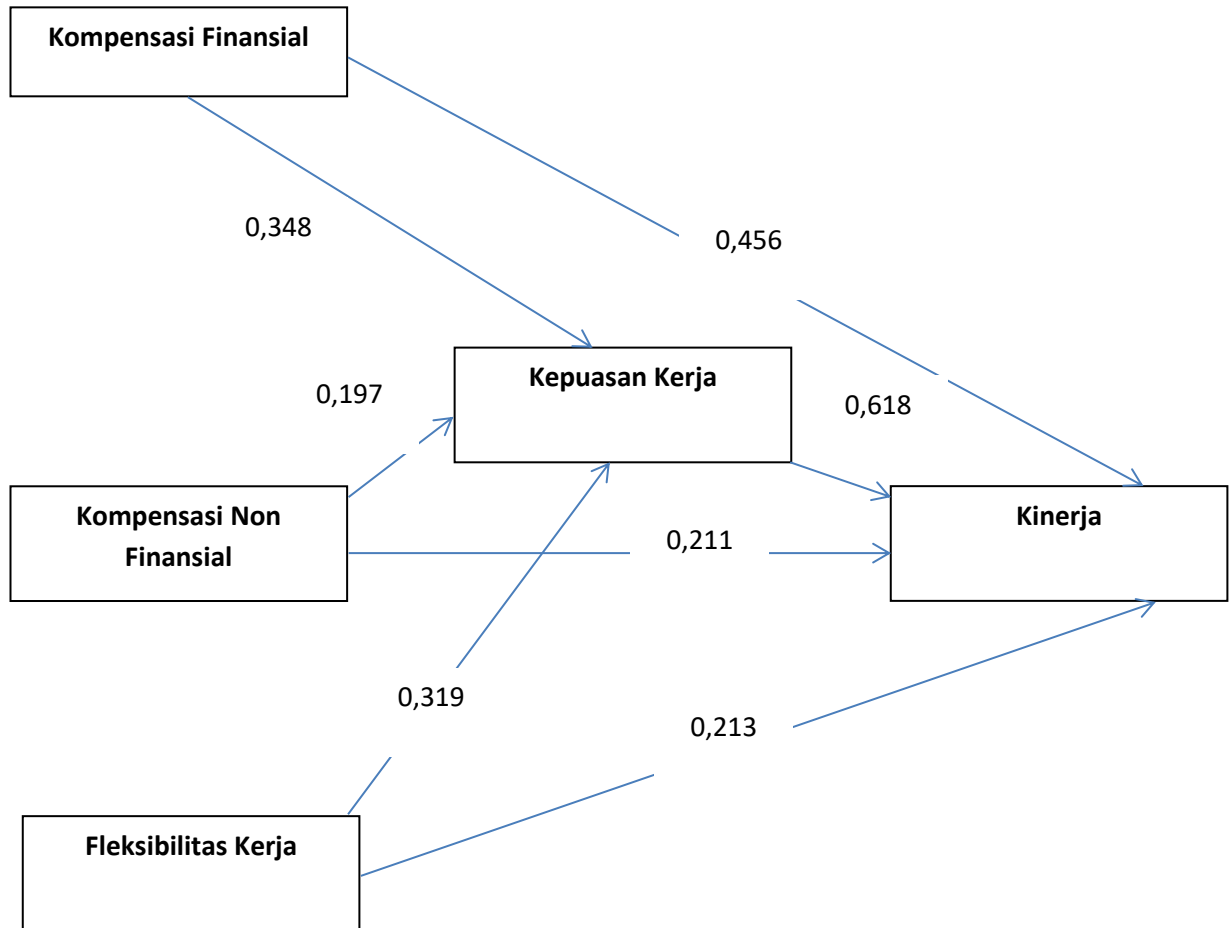 Kompensasi Finansial
0,348
0,456
Kepuasan Kerja
0,197
0,618
Kompensasi Non
Finansial
0,211
Kinerja
0,319
0,213
Fleksibilitas Kerja